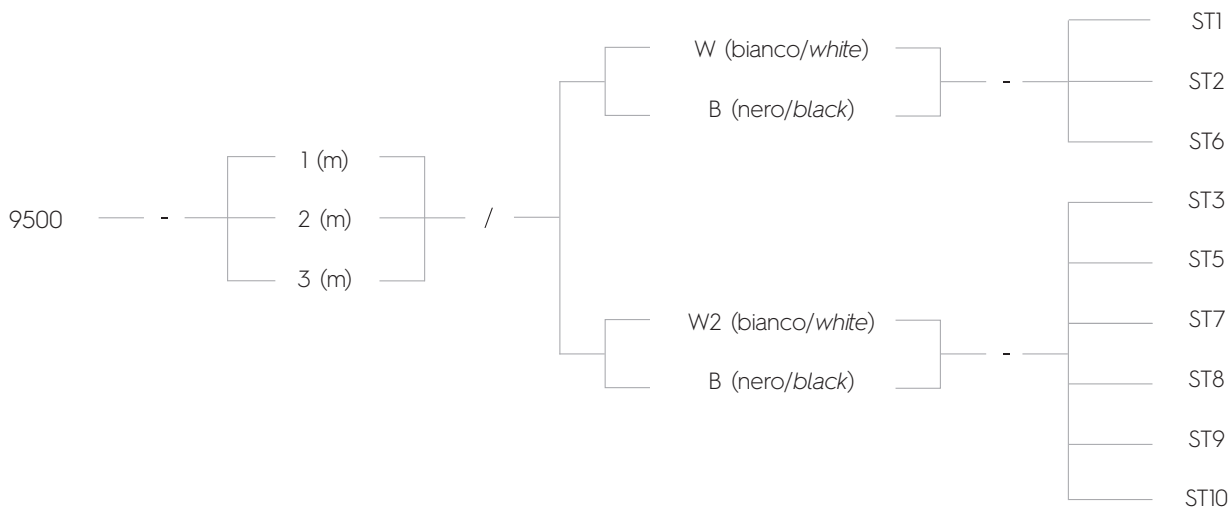 9500
-
1 (m)
2 (m)
3 (m)
/
W (bianco/white)
B (nero/black)
-
ST1
ST2
ST6
W2 (bianco/white)
B (nero/black)
-
ST3
ST5
ST7
ST8
ST9
ST10